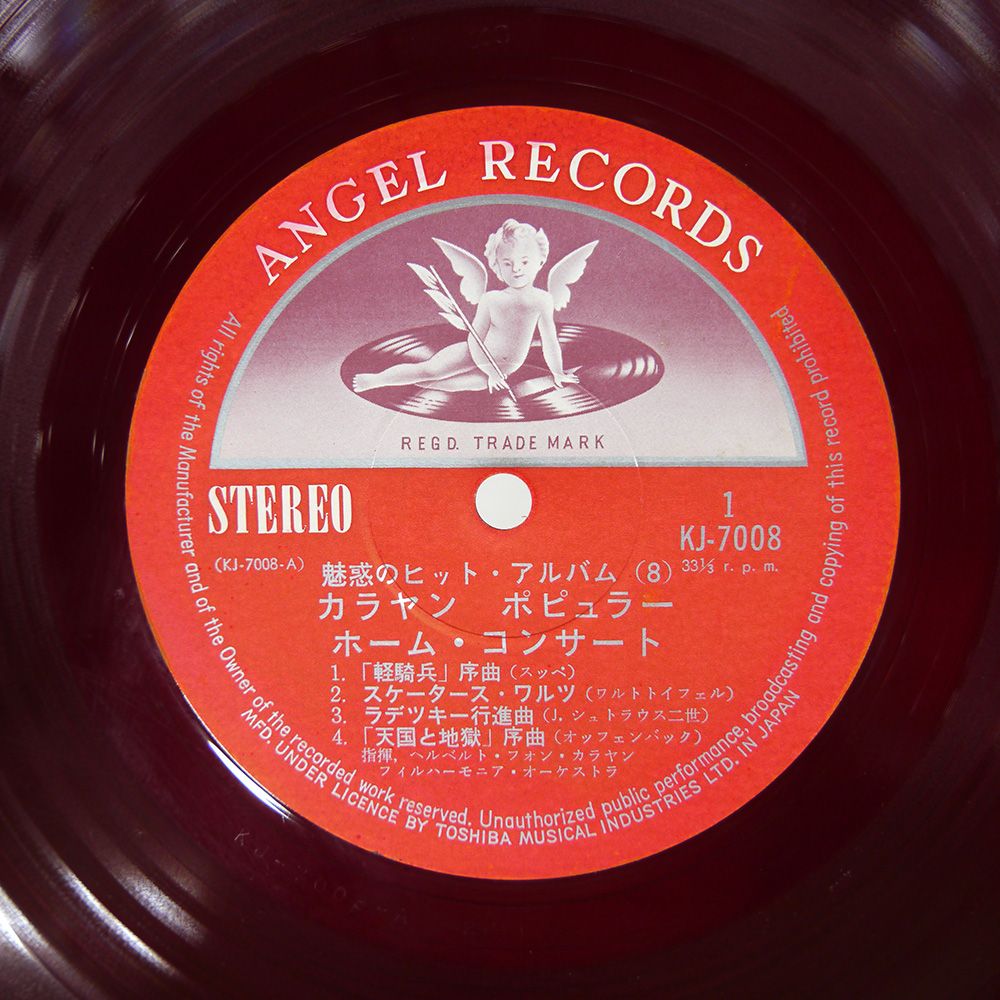 ANGEL RECORDS
REGD. TRADE MARK
STEREO
1
KJ-7008
(KJ-7008-A)
33⅓ r. p. m.
魅惑のヒット・アルバム (8)
カラヤン ポピュラー
ホーム・コンサート
1. 「軽騎兵」序曲 (スッペ)
2. スケータース・ワルツ (ワルトトイフェル)
3. ラデツキー行進曲 (J. シュトラウス二世)
4. 「天国と地獄」序曲 (オッフェンバック)
指揮, ヘルベルト・フォン・カラヤン
フィルハーモニア・オーケストラ
All rights of the Manufacturer and of the Owner of the recorded work reserved. Unauthorized public performance, broadcasting and copying of this record prohibited
MFD. UNDER LICENCE BY TOSHIBA MUSICAL INDUSTRIES LTD. IN JAPAN